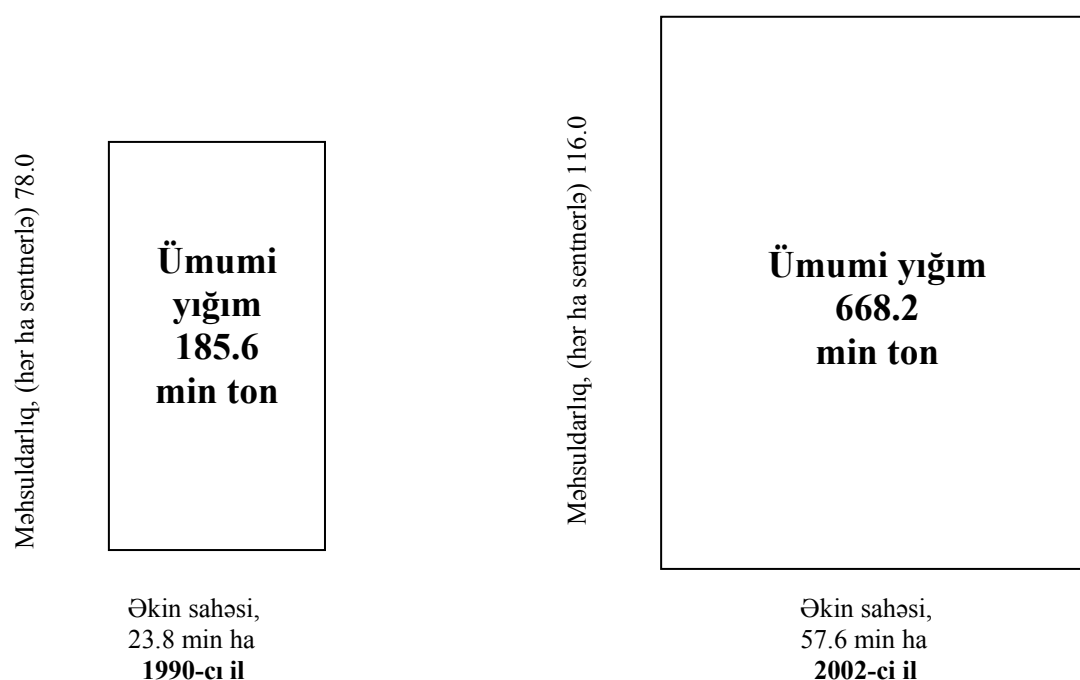 Məhsuldarlıq, (hər ha sentnerlə) 78.0
Ümumi
yığım
185.6
min ton
Əkin sahəsi,
23.8 min ha
1990-cı il
Məhsuldarlıq, (hər ha sentnerlə) 116.0
Ümumi yığım
668.2
min ton
Əkin sahəsi,
57.6 min ha
2002-ci il